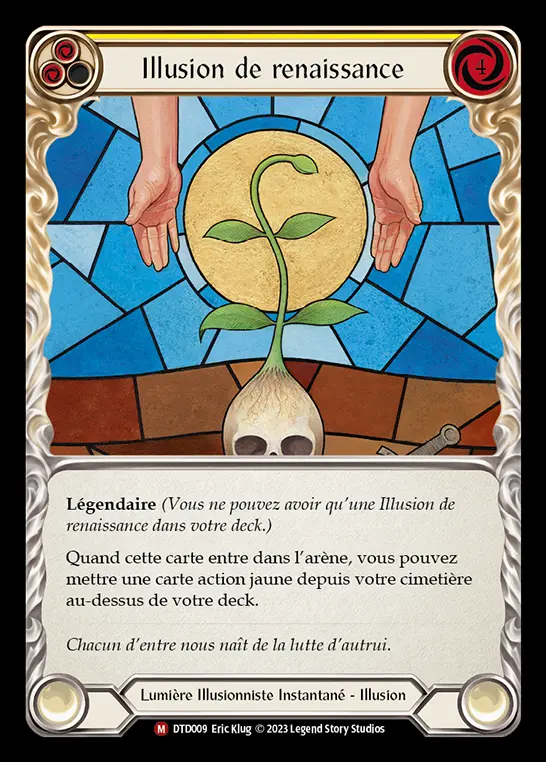 Illusion de renaissance
4
Légendaire (Vous ne pouvez avoir qu'une Illusion de
renaissance dans votre deck.)
Quand cette carte entre dans l'arène, vous pouvez
mettre une carte action jaune depuis votre cimetière
au-dessus de votre deck.
Chacun d'entre nous naît de la lutte d'autrui.
Lumière Illusionniste Instantané - Illusion
M DTD009 Eric Klug © 2023 Legend Story Studios